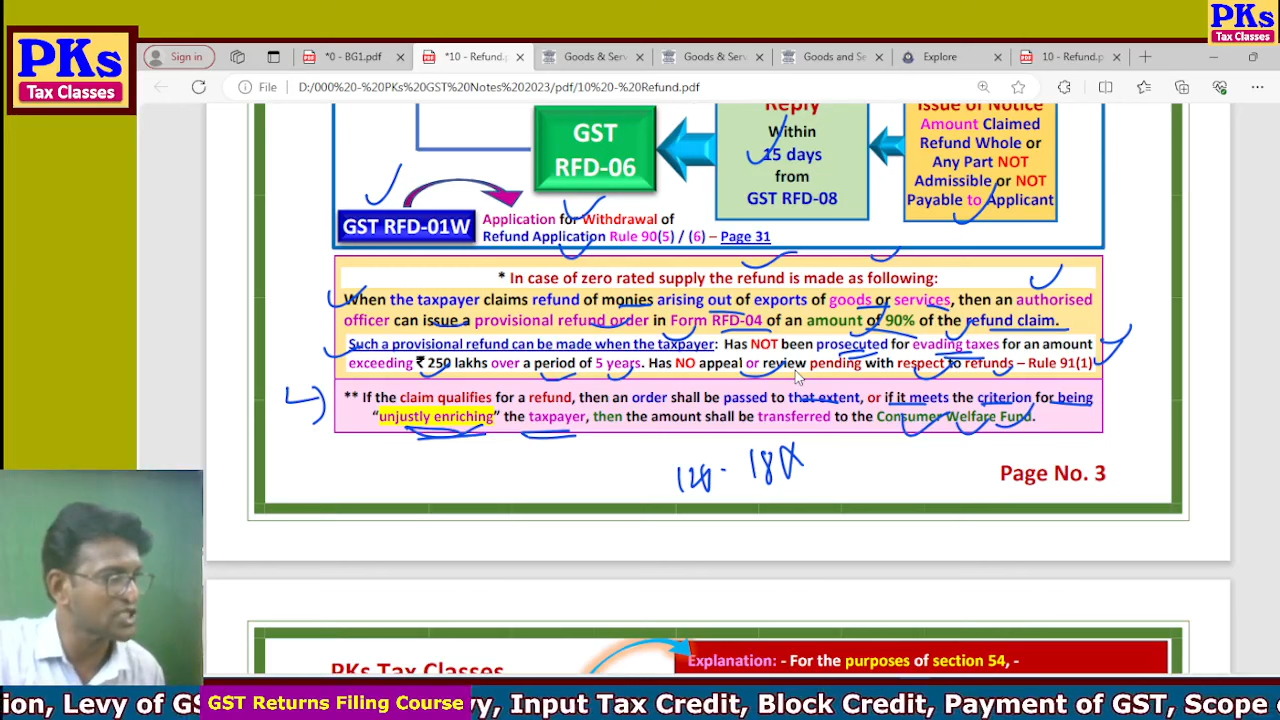 PKs
Tax Classes
PKs
Tax Classes
Sign in
*0 - BG1.pdf
*10 - Refund.p
Goods & Serv
Goods & Serv
Goods and Se
Explore
10 - Refund.p
File
D:/000%20-%20PKs%20GST%20Notes%202023/pdf/10%20-%20Refund.pdf
GST
RFD-06
Reply
Within
15 days
from
GST RFD-08
Issue of Notice
Amount Claimed
Refund Whole or
Any Part NOT
Admissible or NOT
Payable to Applicant
GST RFD-01W
Application for Withdrawal of
Refund Application Rule 90(5) / (6) – Page 31
* In case of zero rated supply the refund is made as following:
When the taxpayer claims refund of monies arising out of exports of goods or services, then an authorised
officer can issue a provisional refund order in Form RFD-04 of an amount of 90% of the refund claim.
Such a provisional refund can be made when the taxpayer: Has NOT been prosecuted for evading taxes for an amount
exceeding ₹ 250 lakhs over a period of 5 years. Has NO appeal or review pending with respect to refunds – Rule 91(1)
** If the claim qualifies for a refund, then an order shall be passed to that extent, or if it meets the criterion for being
“unjustly enriching” the taxpayer, then the amount shall be transferred to the Consumer Welfare Fund.
Page No. 3
PKs Tax Classes
Explanation: - For the purposes of section 54, -
ion, Levy of GS
GST Returns Filing Course
vy, Input Tax Credit, Block Credit, Payment of GST, Scope